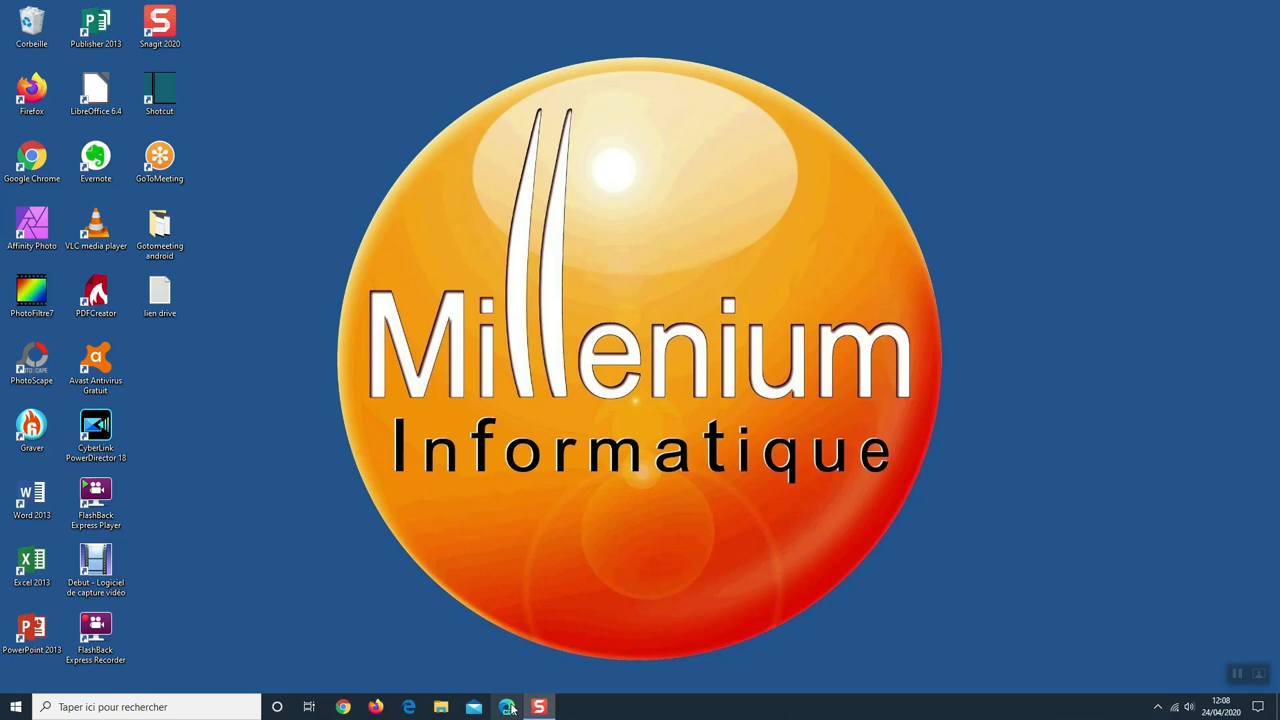 Corbeille
Publisher 2013
Snagit 2020
Firefox
LibreOffice 6.4
Shotcut
Google Chrome
Evernote
GoToMeeting
Affinity Photo
VLC media player
Gotomeeting
android
PhotoFiltre7
PDFCreator
lien drive
PhotoScape
Avast Antivirus
Gratuit
Graver
CyberLink
PowerDirector 18
Word 2013
FlashBack
Express Player
Excel 2013
Debut - Logiciel
de capture vidéo
PowerPoint 2013
FlashBack
Express Recorder
Millenium
Informatique
Taper ici pour rechercher
12:08
24/04/2020